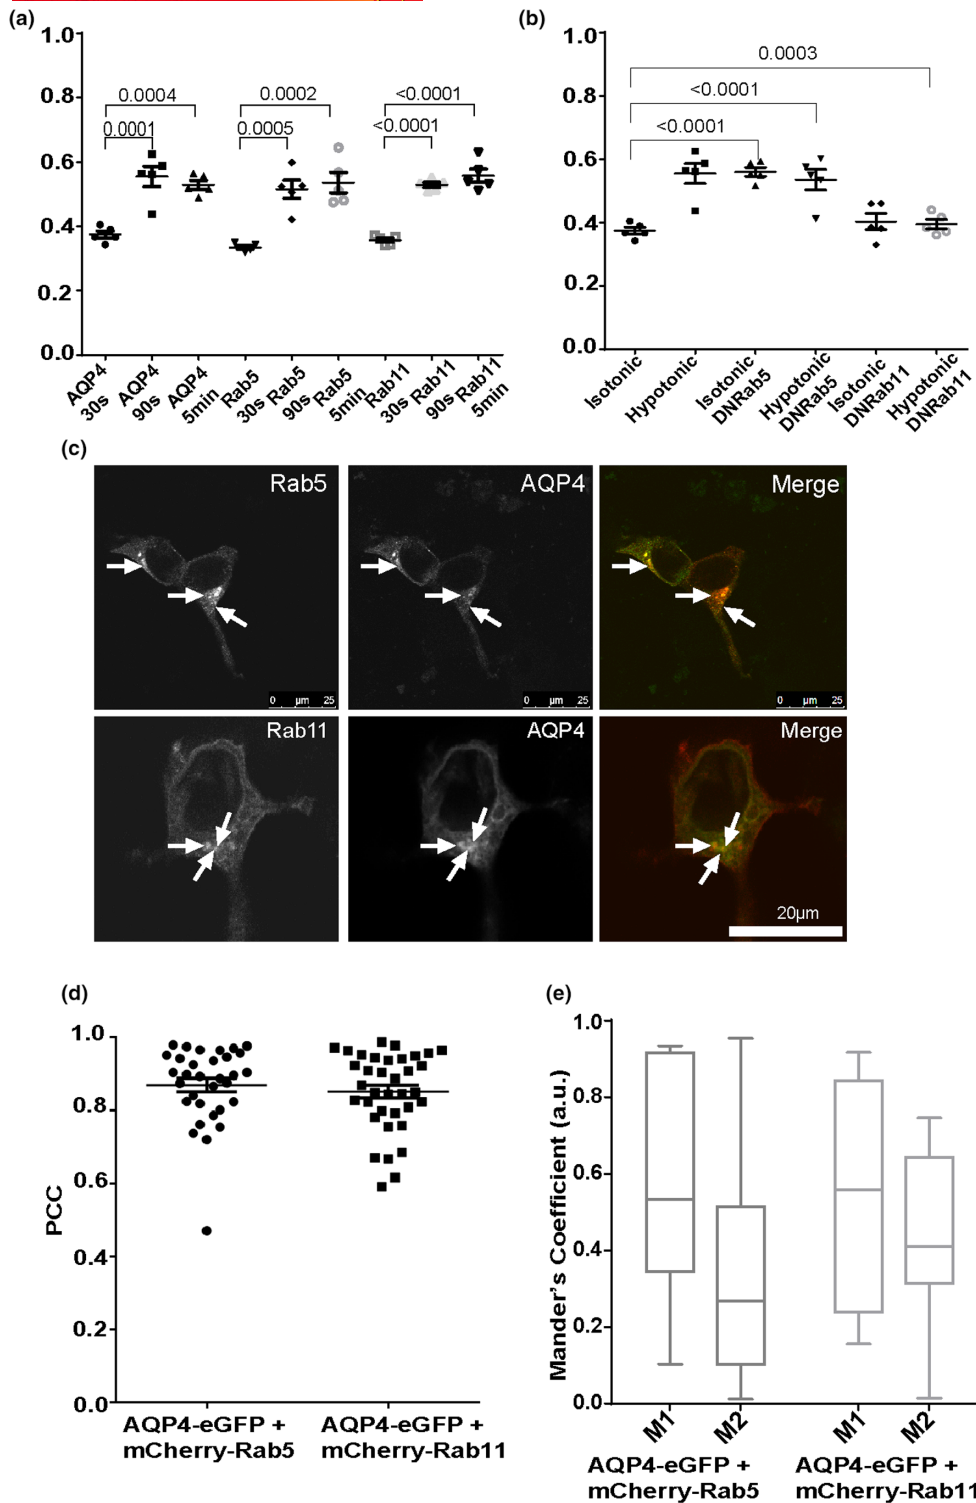 (a)
1.0
0.8
0.6
0.4
0.2
0.0
0.0004
0.0001
0.0002
0.0005
<0.0001
<0.0001
AQP4
30s AQP4
90s AQP4
5min Rab5
30s Rab5
90s Rab5
5min Rab11
30s Rab11
90s Rab11
5min
(b)
1.0
0.8
0.6
0.4
0.2
0.0
0.0003
<0.0001
<0.0001
Isotonic
Hypotonic
Isotonic
DNRab5
Hypotonic
DNRab5
Isotonic
DNRab11
Hypotonic
DNRab11
(c)
Rab5
AQP4
Merge
0 µm 25
0 µm 25
0 µm 25
Rab11
AQP4
Merge
20µm
(d)
PCC
1.0
0.8
0.6
0.4
0.2
0.0
AQP4-eGFP +
mCherry-Rab5
AQP4-eGFP +
mCherry-Rab11
(e)
Mander's Coefficient (a.u.)
1.0
0.8
0.6
0.4
0.2
0.0
M1
M2
M1
M2
AQP4-eGFP +
mCherry-Rab5
AQP4-eGFP +
mCherry-Rab11